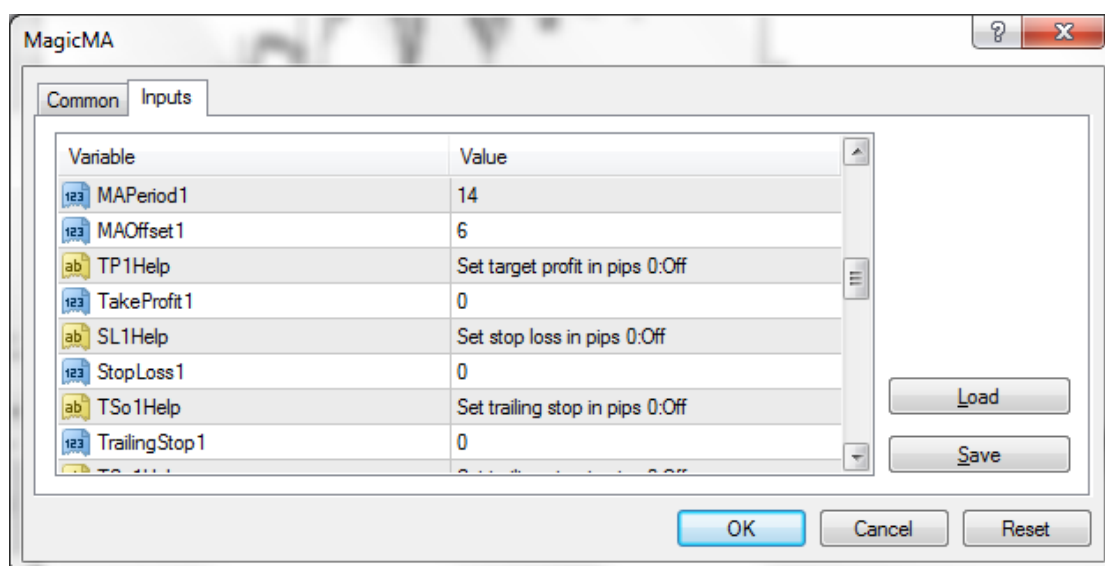 MagicMA
Common Inputs
Variable Value
MAPeriod1 14
MAOffset1 6
TP1Help Set target profit in pips 0:Off
TakeProfit1 0
SL1Help Set stop loss in pips 0:Off
StopLoss1 0
TSo1Help Set trailing stop in pips 0:Off
TrailingStop1 0
Load
Save
OK Cancel Reset